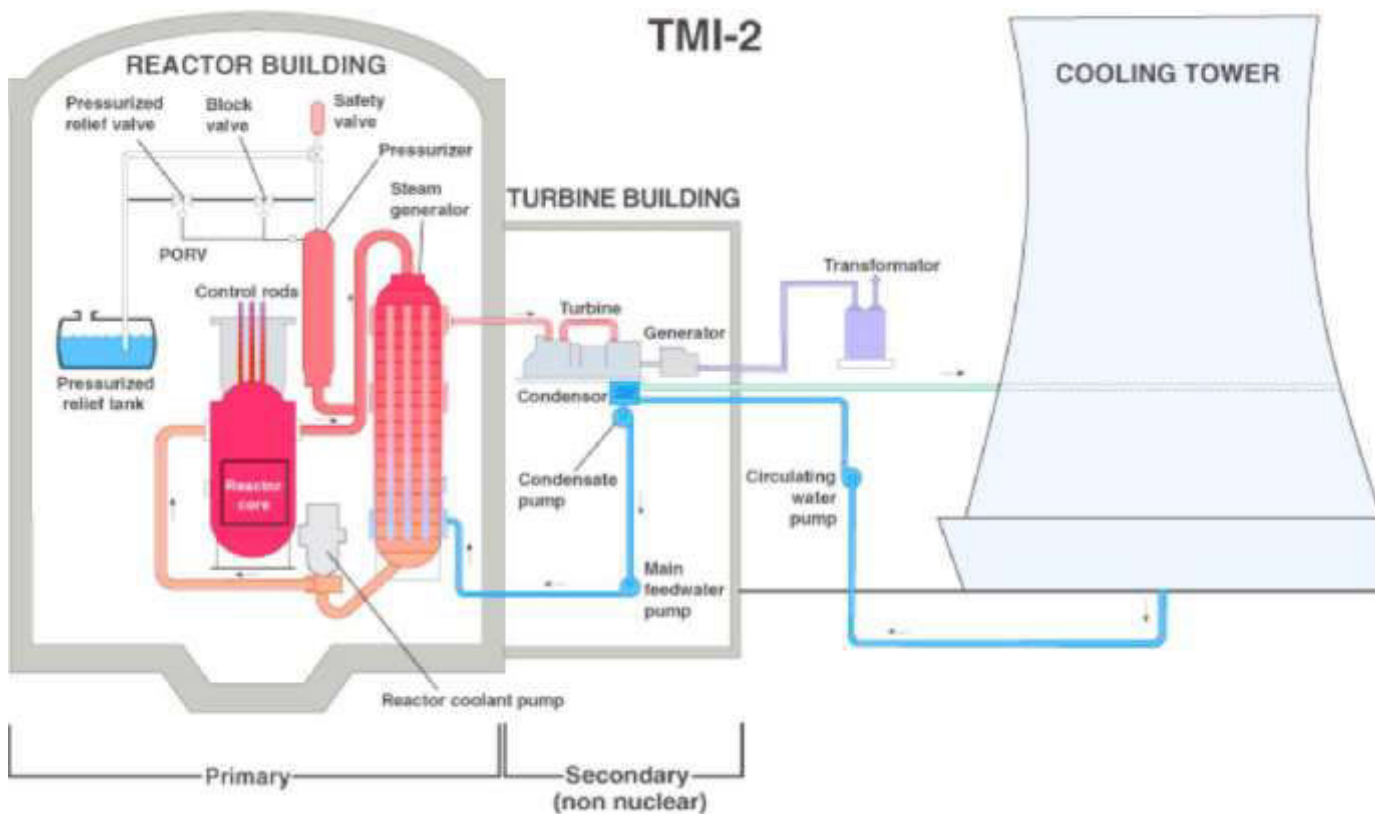 TMI-2
REACTOR BUILDING
COOLING TOWER
Pressurized
relief valve
Block
valve
Safety
valve
Pressurizer
Steam
generator
TURBINE BUILDING
PORV
Control rods
Transformator
Turbine
Generator
Pressurized
relief tank
Condensor
Reactor
core
Condensate
pump
Circulating
water
pump
Main
feedwater
pump
Reactor coolant pump
Primary
Secondary
(non nuclear)